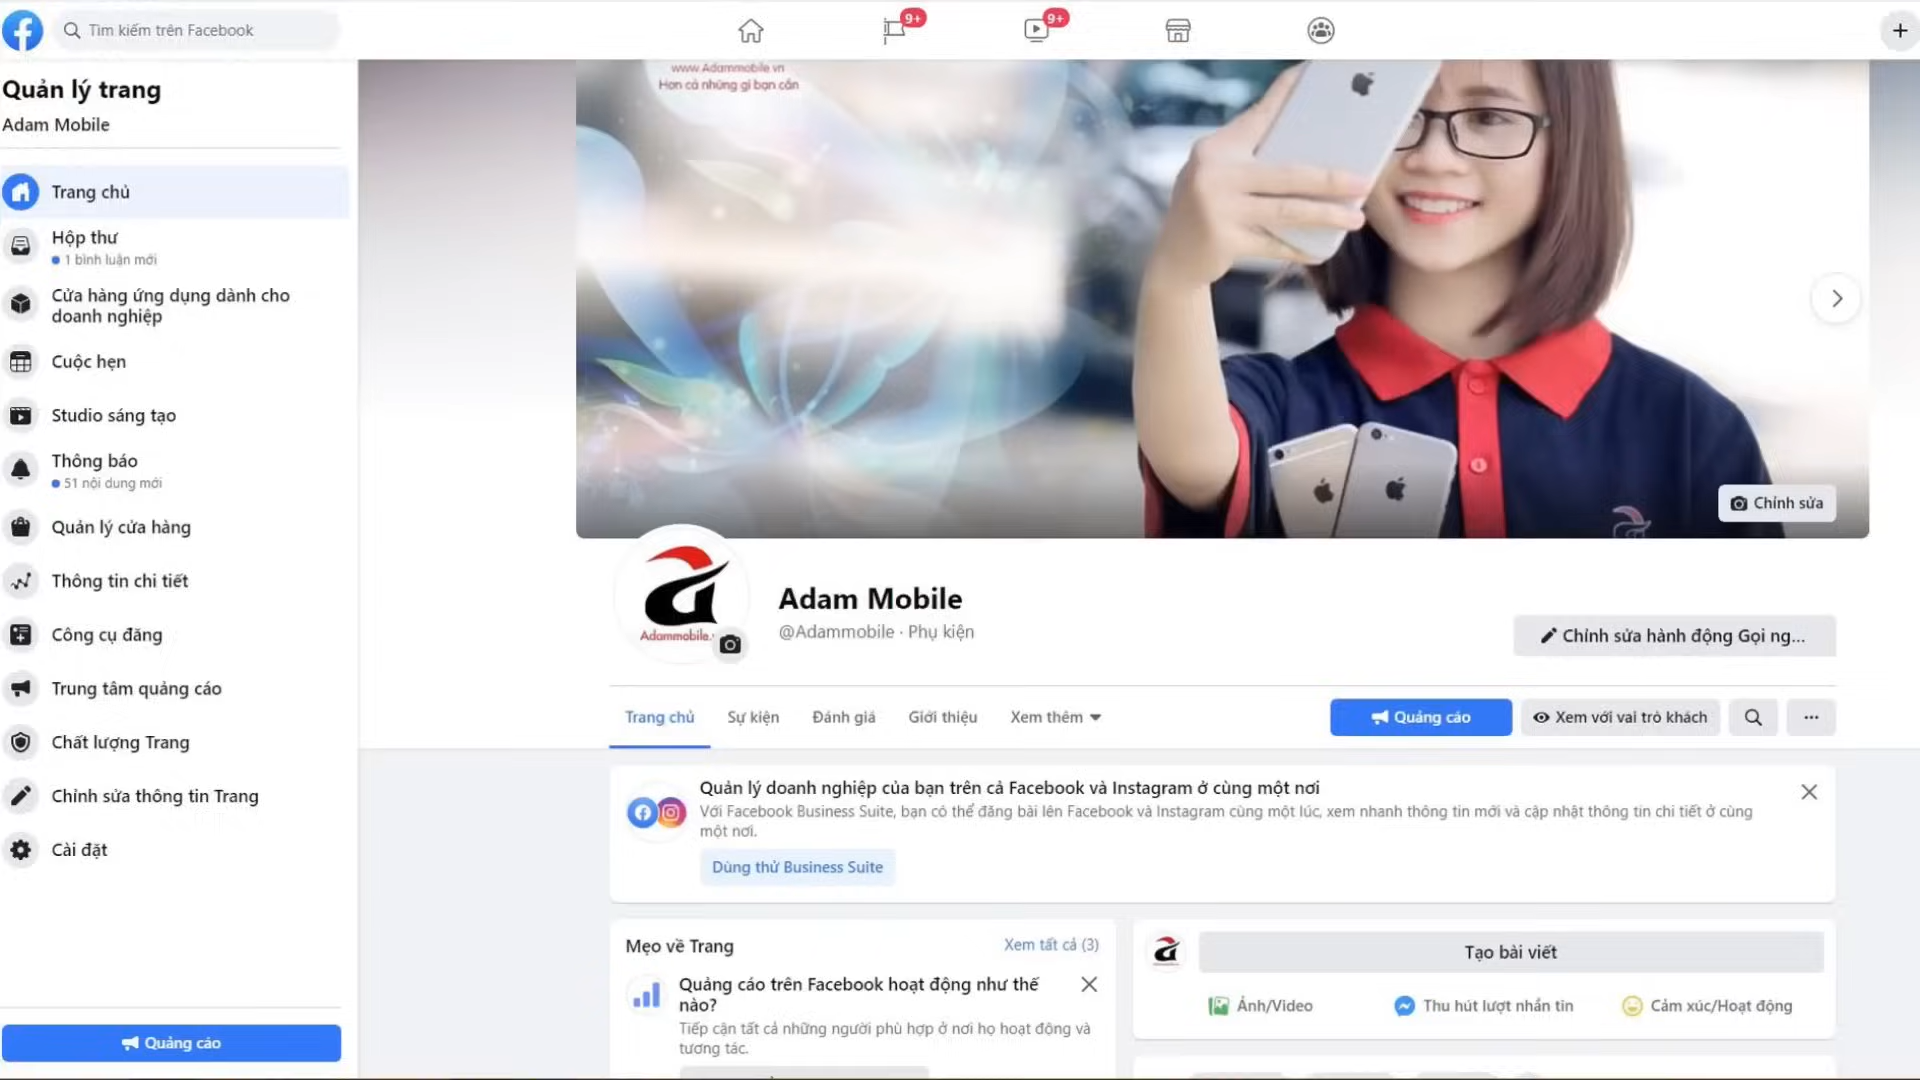 Tìm kiếm trên Facebook
9+
9+
Quản lý trang
Adam Mobile
Trang chủ
Hộp thư
1 bình luận mới
Cửa hàng ứng dụng dành cho
doanh nghiệp
Cuộc hẹn
Studio sáng tạo
Thông báo
51 nội dung mới
Quản lý cửa hàng
Thông tin chi tiết
Công cụ đăng
Trung tâm quảng cáo
Chất lượng Trang
Chỉnh sửa thông tin Trang
Cài đặt
Quảng cáo
www.Adammobile.vn
Hơn cả những gì bạn cần
Chỉnh sửa
Adammobile.
Adam Mobile
@Adammobile · Phụ kiện
Chỉnh sửa hành động Gọi ng...
Trang chủ
Sự kiện
Đánh giá
Giới thiệu
Xem thêm
Quảng cáo
Xem với vai trò khách
Quản lý doanh nghiệp của bạn trên cả Facebook và Instagram ở cùng một nơi
Với Facebook Business Suite, bạn có thể đăng bài lên Facebook và Instagram cùng một lúc, xem nhanh thông tin mới và cập nhật thông tin chi tiết ở cùng
một nơi.
Dùng thử Business Suite
Mẹo về Trang
Xem tất cả (3)
Quảng cáo trên Facebook hoạt động như thế
nào?
Tiếp cận tất cả những người phù hợp ở nơi họ hoạt động và
tương tác.
Tạo bài viết
Ảnh/Video
Thu hút lượt nhắn tin
Cảm xúc/Hoạt động